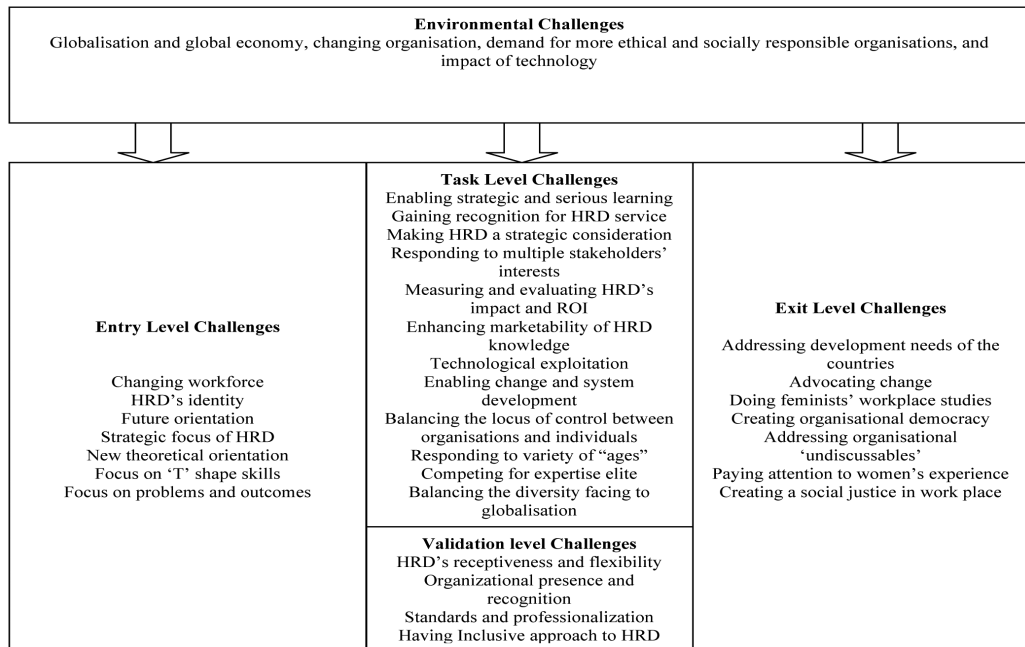 Environmental Challenges
Globalisation and global economy, changing organisation, demand for more ethical and socially responsible organisations, and
impact of technology
Entry Level Challenges
Changing workforce
HRD's identity
Future orientation
Strategic focus of HRD
New theoretical orientation
Focus on 'T' shape skills
Focus on problems and outcomes
Task Level Challenges
Enabling strategic and serious learning
Gaining recognition for HRD service
Making HRD a strategic consideration
Responding to multiple stakeholders'
interests
Measuring and evaluating HRD's
impact and ROI
Enhancing marketability of HRD
knowledge
Technological exploitation
Enabling change and system
development
Balancing the locus of control between
organisations and individuals
Responding to variety of "ages"
Competing for expertise elite
Balancing the diversity facing to
globalisation
Validation level Challenges
HRD's receptiveness and flexibility
Organizational presence and
recognition
Standards and professionalization
Having Inclusive approach to HRD
Exit Level Challenges
Addressing development needs of the
countries
Advocating change
Doing feminists' workplace studies
Creating organisational democracy
Addressing organisational
'undiscussables'
Paying attention to women's experience
Creating a social justice in work place